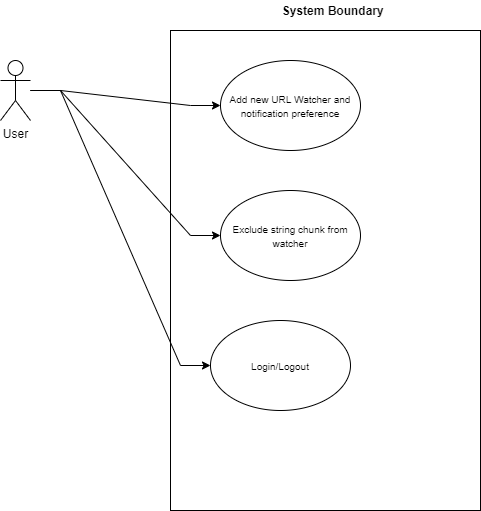 System Boundary
User
Add new URL Watcher and
notification preference
Exclude string chunk from
watcher
Login/Logout